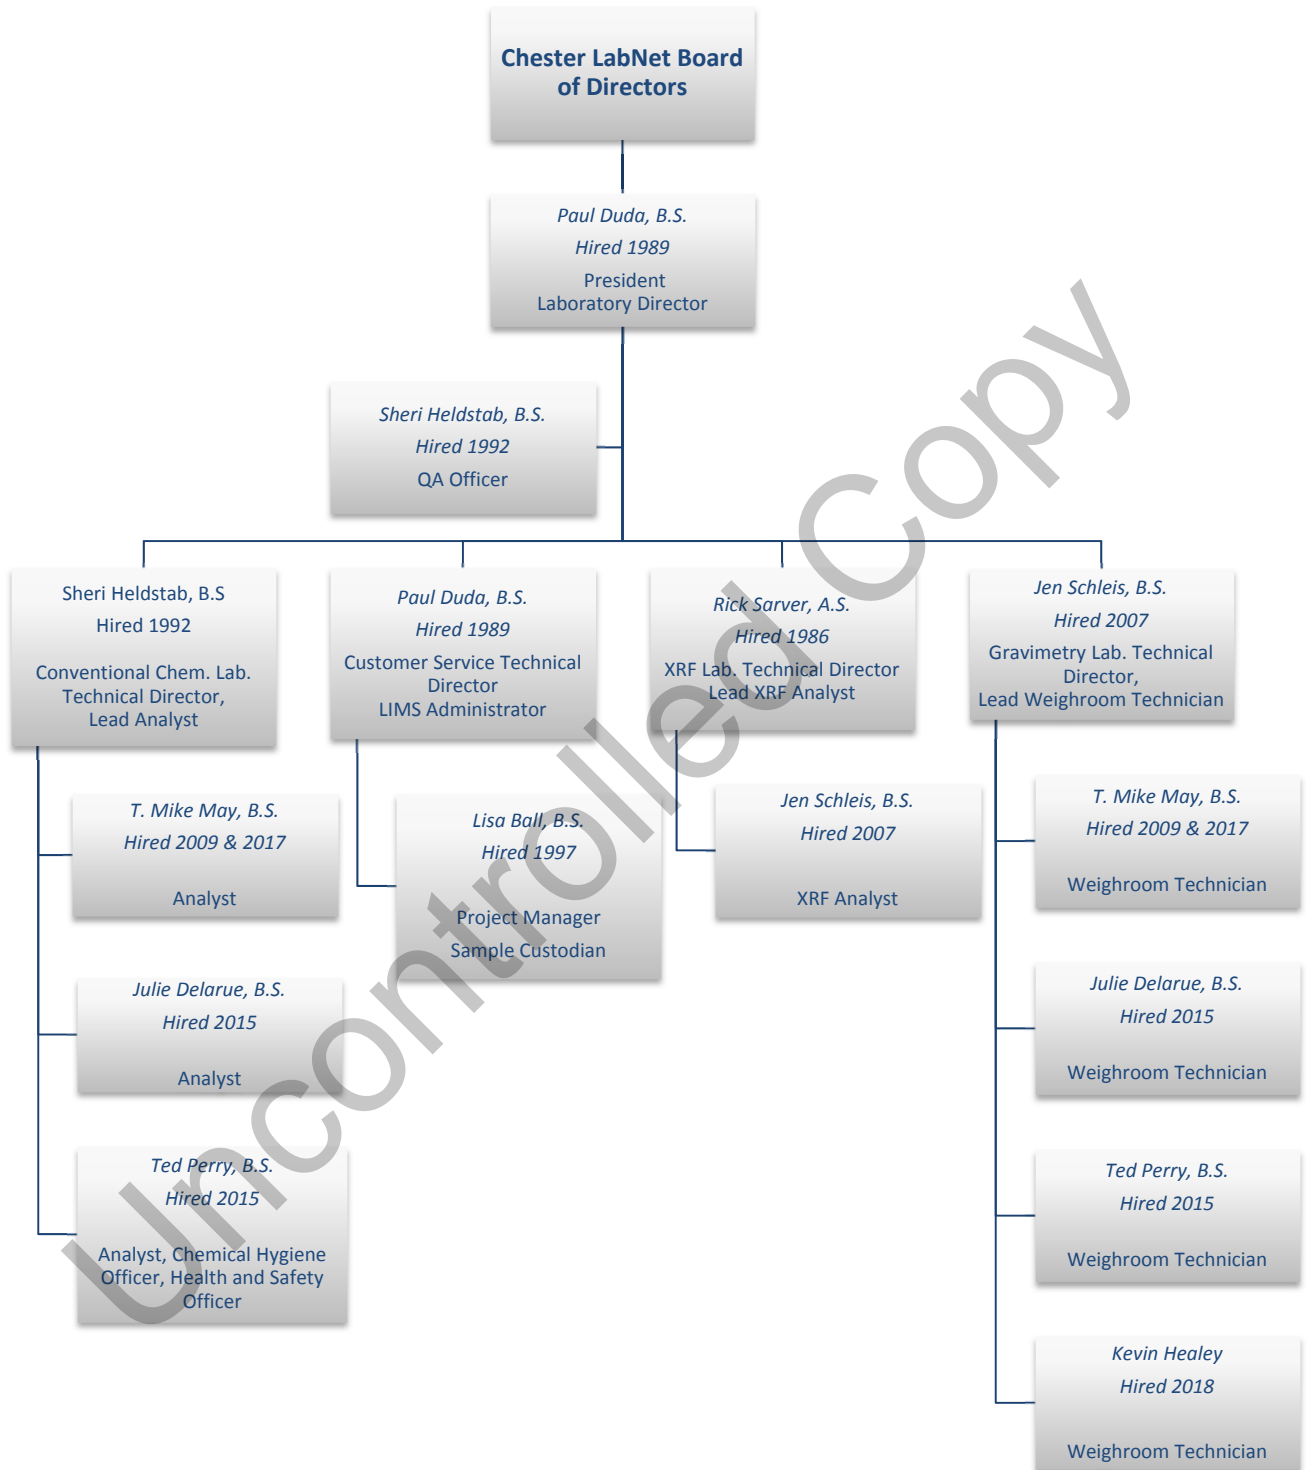 Chester LabNet Board
of Directors
Paul Duda, B.S.
Hired 1989
President
Laboratory Director
Sheri Heldstab, B.S.
Hired 1992
QA Officer
Sheri Heldstab, B.S
Hired 1992
Conventional Chem. Lab.
Technical Director,
Lead Analyst
T. Mike May, B.S.
Hired 2009 & 2017
Analyst
Julie Delarue, B.S.
Hired 2015
Analyst
Ted Perry, B.S.
Hired 2015
Analyst, Chemical Hygiene
Officer, Health and Safety
Officer
Paul Duda, B.S.
Hired 1989
Customer Service Technical
Director
LIMS Administrator
Lisa Ball, B.S.
Hired 1997
Project Manager
Sample Custodian
Rick Sarver, A.S.
Hired 1986
XRF Lab. Technical Director
Lead XRF Analyst
Jen Schleis, B.S.
Hired 2007
XRF Analyst
Jen Schleis, B.S.
Hired 2007
Gravimetry Lab. Technical
Director,
Lead Weighroom Technician
T. Mike May, B.S.
Hired 2009 & 2017
Weighroom Technician
Julie Delarue, B.S.
Hired 2015
Weighroom Technician
Ted Perry, B.S.
Hired 2015
Weighroom Technician
Kevin Healey
Hired 2018
Weighroom Technician
Uncontrolled Copy